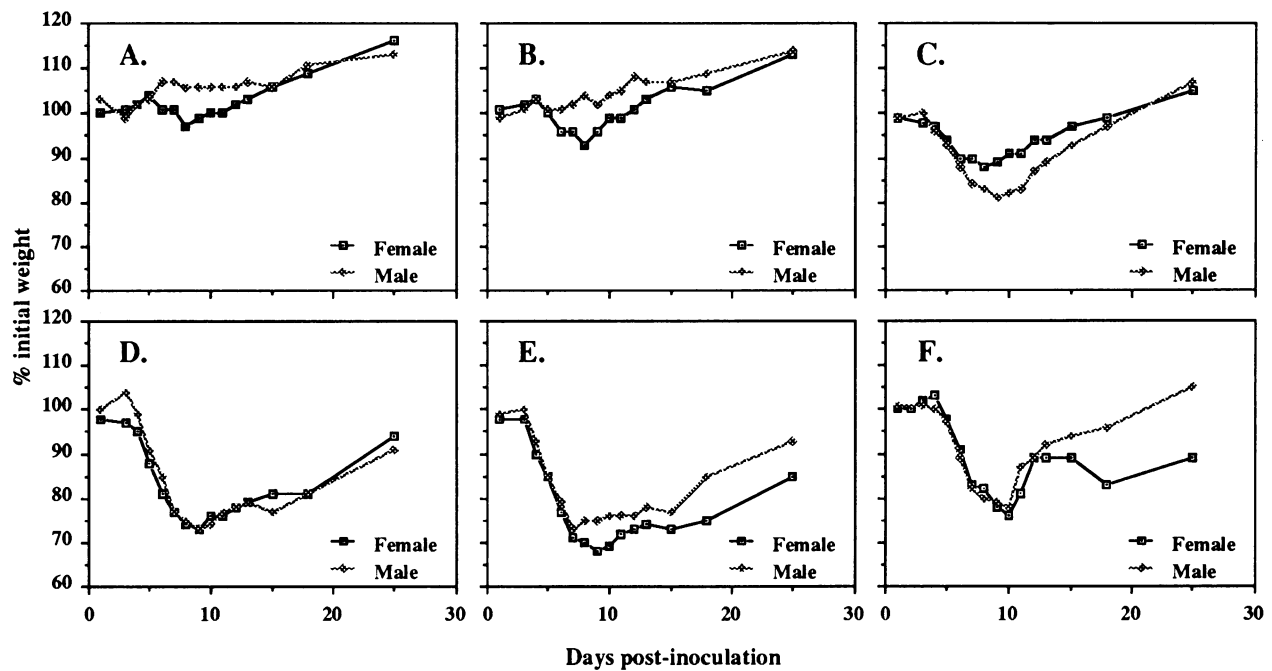 120
110
100
90
80
70
60
A.
Female
Male
B.
Female
Male
C.
Female
Male
% initial weight
120
110
100
90
80
70
60
D.
Female
Male
E.
Female
Male
F.
Female
Male
0 10 20 30 0 10 20 30 0 10 20 30
Days post-inoculation